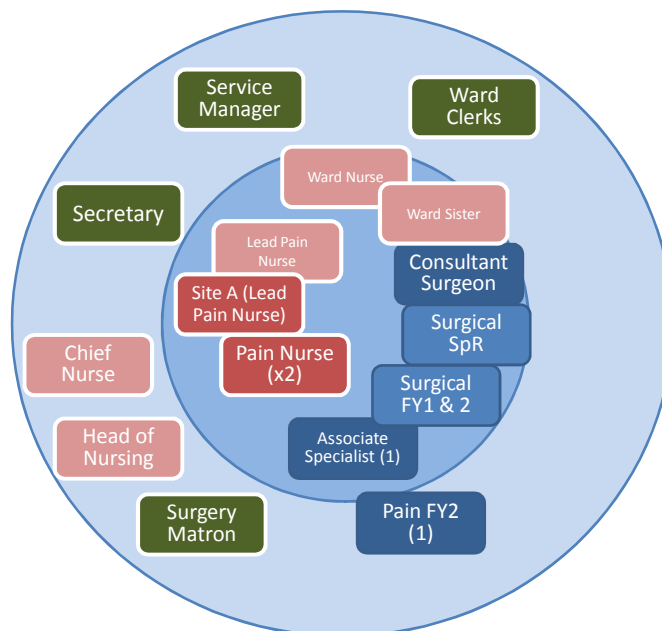 Service
Manager
Ward
Clerks
Ward Nurse
Secretary
Ward Sister
Lead Pain
Nurse
Consultant
Surgeon
Site A (Lead
Pain Nurse)
Surgical
SpR
Chief
Nurse
Pain Nurse
(x2)
Surgical
FY1 & 2
Head of
Nursing
Associate
Specialist (1)
Surgery
Matron
Pain FY2
(1)